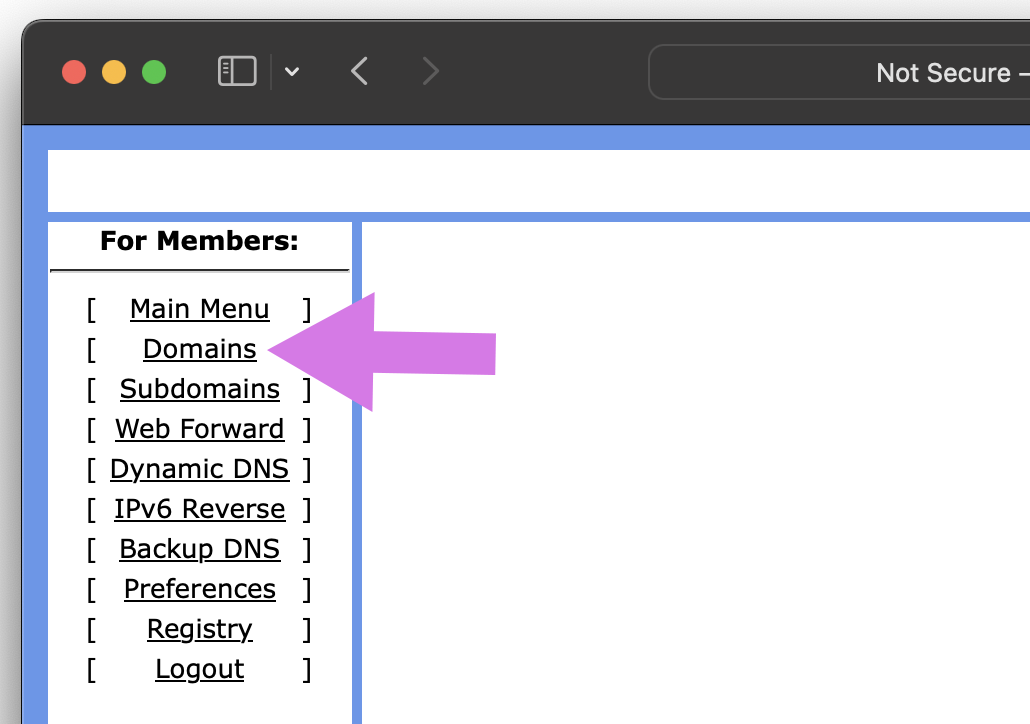 Not Secure –
For Members:
[ Main Menu ]
[ Domains
[ Subdomains ]
[ Web Forward ]
[ Dynamic DNS ]
[ IPv6 Reverse ]
[ Backup DNS ]
[ Preferences ]
[ Registry ]
[ Logout ]